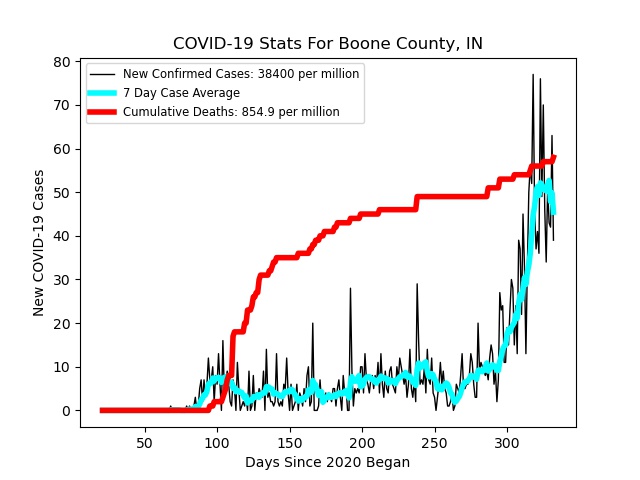 COVID-19 Stats For Boone County, IN
New Confirmed Cases: 38400 per million
7 Day Case Average
Cumulative Deaths: 854.9 per million
New COVID-19 Cases
80
70
60
50
40
30
20
10
0
50 100 150 200 250 300
Days Since 2020 Began